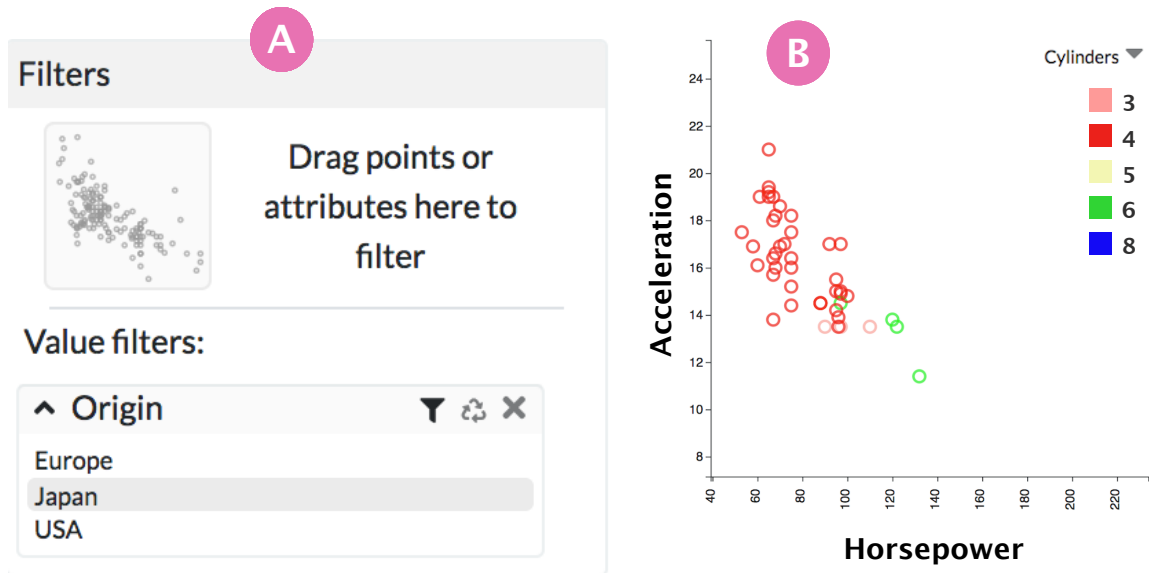 A
Filters
Drag points or
attributes here to
filter
Value filters:
Origin
Europe
Japan
USA
B
Cylinders
3
4
5
6
8
Acceleration
24
22
20
18
16
14
12
10
8
40
60
80
100
120
140
160
180
200
220
Horsepower